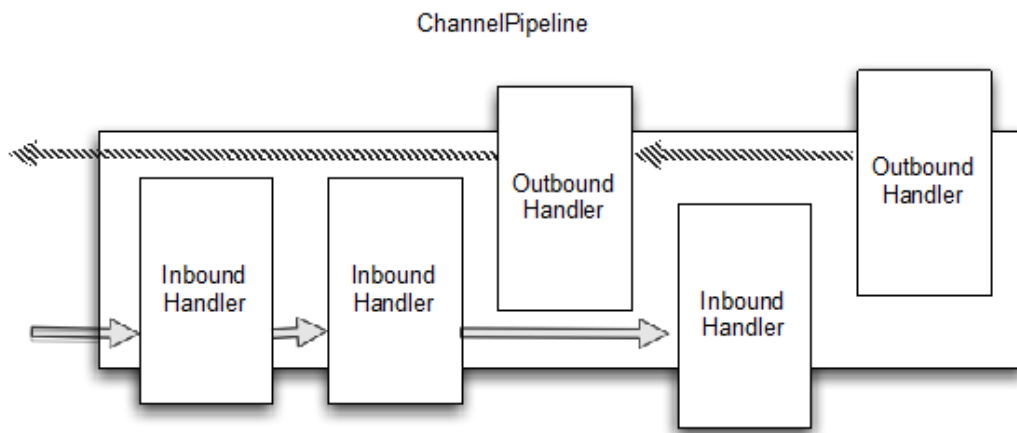 ChannelPipeline
Outbound
Handler
Outbound
Handler
Inbound
Handler
Inbound
Handler
Inbound
Handler